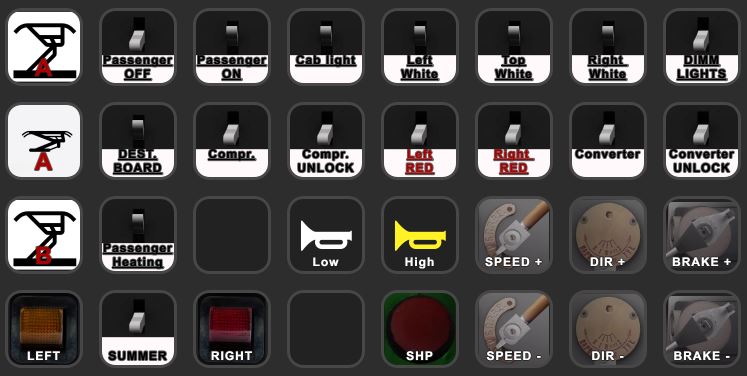 A
Passenger
OFF
Passenger
ON
Cab light
Left
White
Top
White
Right
White
DIMM
LIGHTS
A
DEST.
BOARD
Compr.
Compr.
UNLOCK
Left
RED
Right
RED
Converter
Converter
UNLOCK
B
Passenger
Heating
Low
High
SPEED +
DIR +
BRAKE +
LEFT
SUMMER
RIGHT
SHP
SPEED -
DIR -
BRAKE -